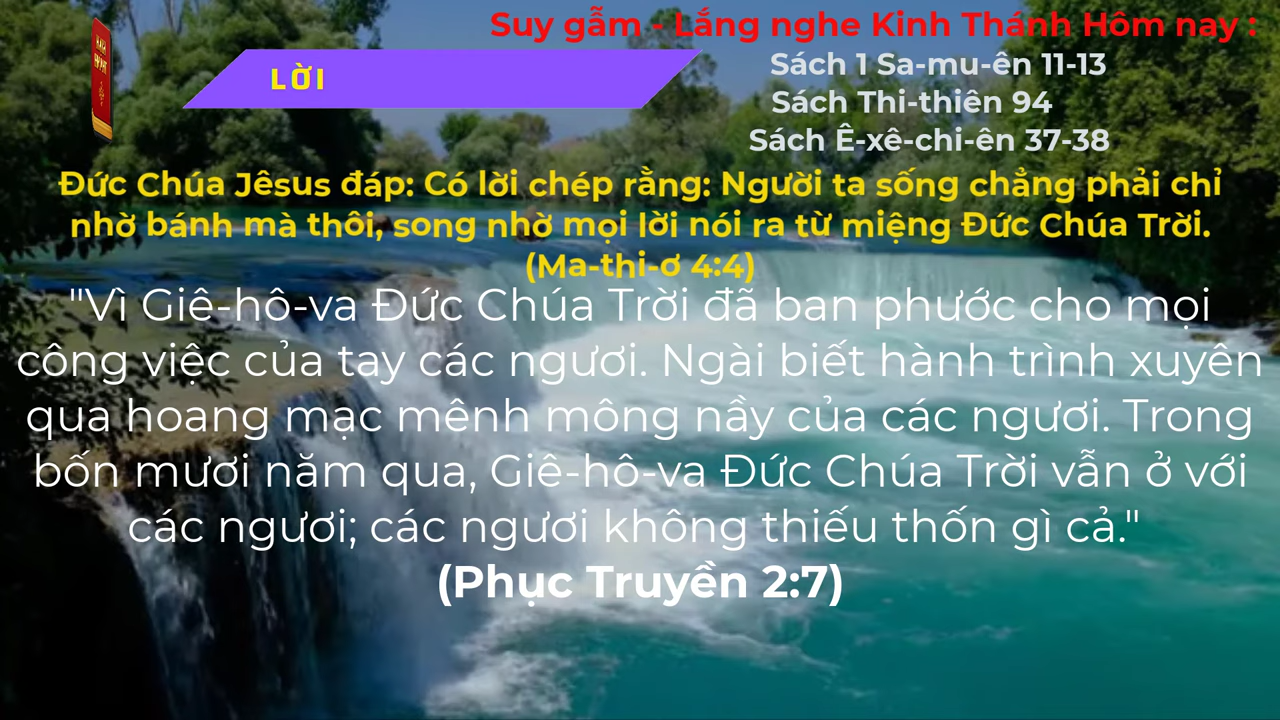 Suy gẫm - Lắng nghe Kinh Thánh Hôm nay :
LỜI
Sách 1 Sa-mu-ên 11-13
Sách Thi-thiên 94
Sách Ê-xê-chi-ên 37-38
Đức Chúa Jêsus đáp: Có lời chép rằng: Người ta sống chẳng phải chỉ
nhờ bánh mà thôi, song nhờ mọi lời nói ra từ miệng Đức Chúa Trời.
(Ma-thi-ơ 4:4)
"Vì Giê-hô-va Đức Chúa Trời đã ban phước cho mọi
công việc của tay các ngươi. Ngài biết hành trình xuyên
qua hoang mạc mênh mông nầy của các ngươi. Trong
bốn mươi năm qua, Giê-hô-va Đức Chúa Trời vẫn ở với
các ngươi; các ngươi không thiếu thốn gì cả."
(Phục Truyền 2:7)